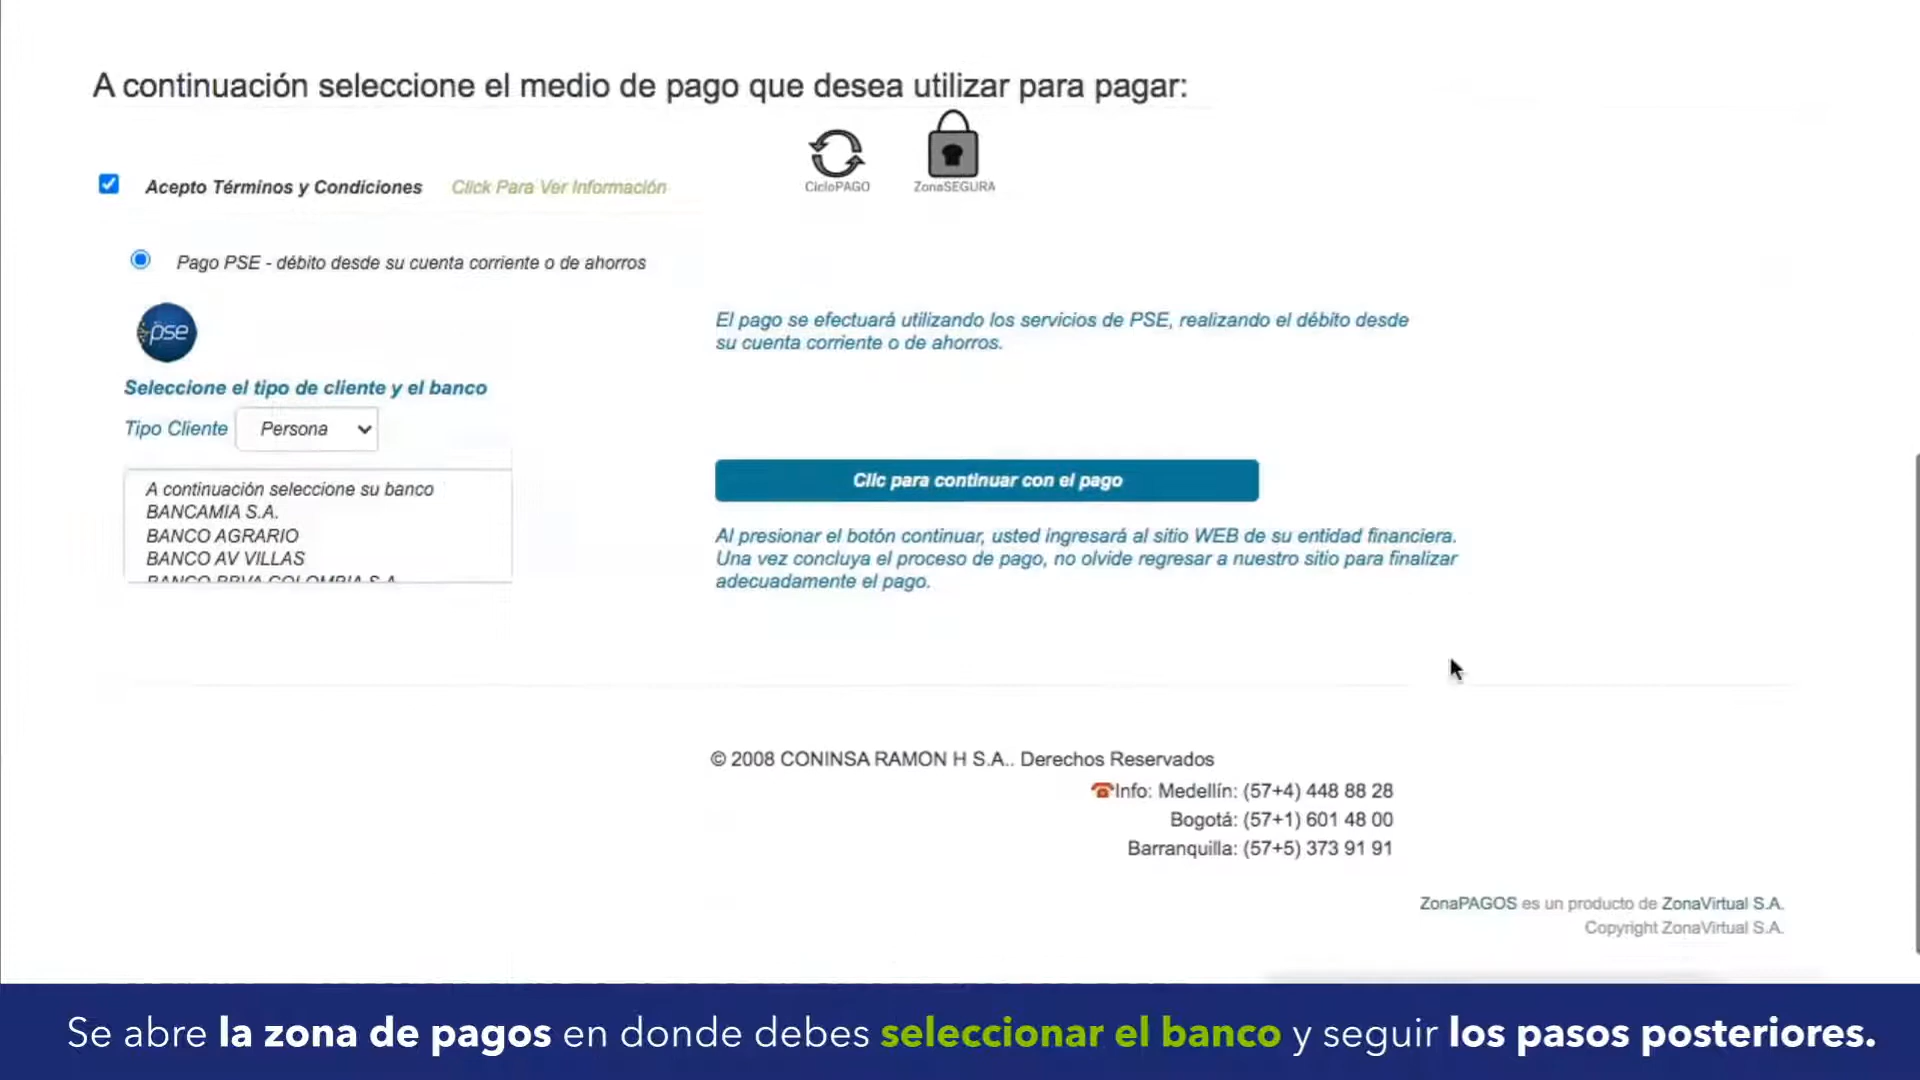 A continuación seleccione el medio de pago que desea utilizar para pagar:
CicloPAGO
ZonaSEGURA
Acepto Términos y Condiciones Click Para Ver Información
Pago PSE - débito desde su cuenta corriente o de ahorros
pse
El pago se efectuará utilizando los servicios de PSE, realizando el débito desde
su cuenta corriente o de ahorros.
Seleccione el tipo de cliente y el banco
Tipo Cliente Persona
A continuación seleccione su banco
BANCAMIA S.A.
BANCO AGRARIO
BANCO AV VILLAS
BANCO BBVA COLOMBIA S.A.
Clic para continuar con el pago
Al presionar el botón continuar, usted ingresará al sitio WEB de su entidad financiera.
Una vez concluya el proceso de pago, no olvide regresar a nuestro sitio para finalizar
adecuadamente el pago.
© 2008 CONINSA RAMON H S.A.. Derechos Reservados
Info: Medellín: (57+4) 448 88 28
Bogotá: (57+1) 601 48 00
Barranquilla: (57+5) 373 91 91
ZonaPAGOS es un producto de ZonaVirtual S.A.
Copyright ZonaVirtual S.A.
Se abre la zona de pagos en donde debes seleccionar el banco y seguir los pasos posteriores.